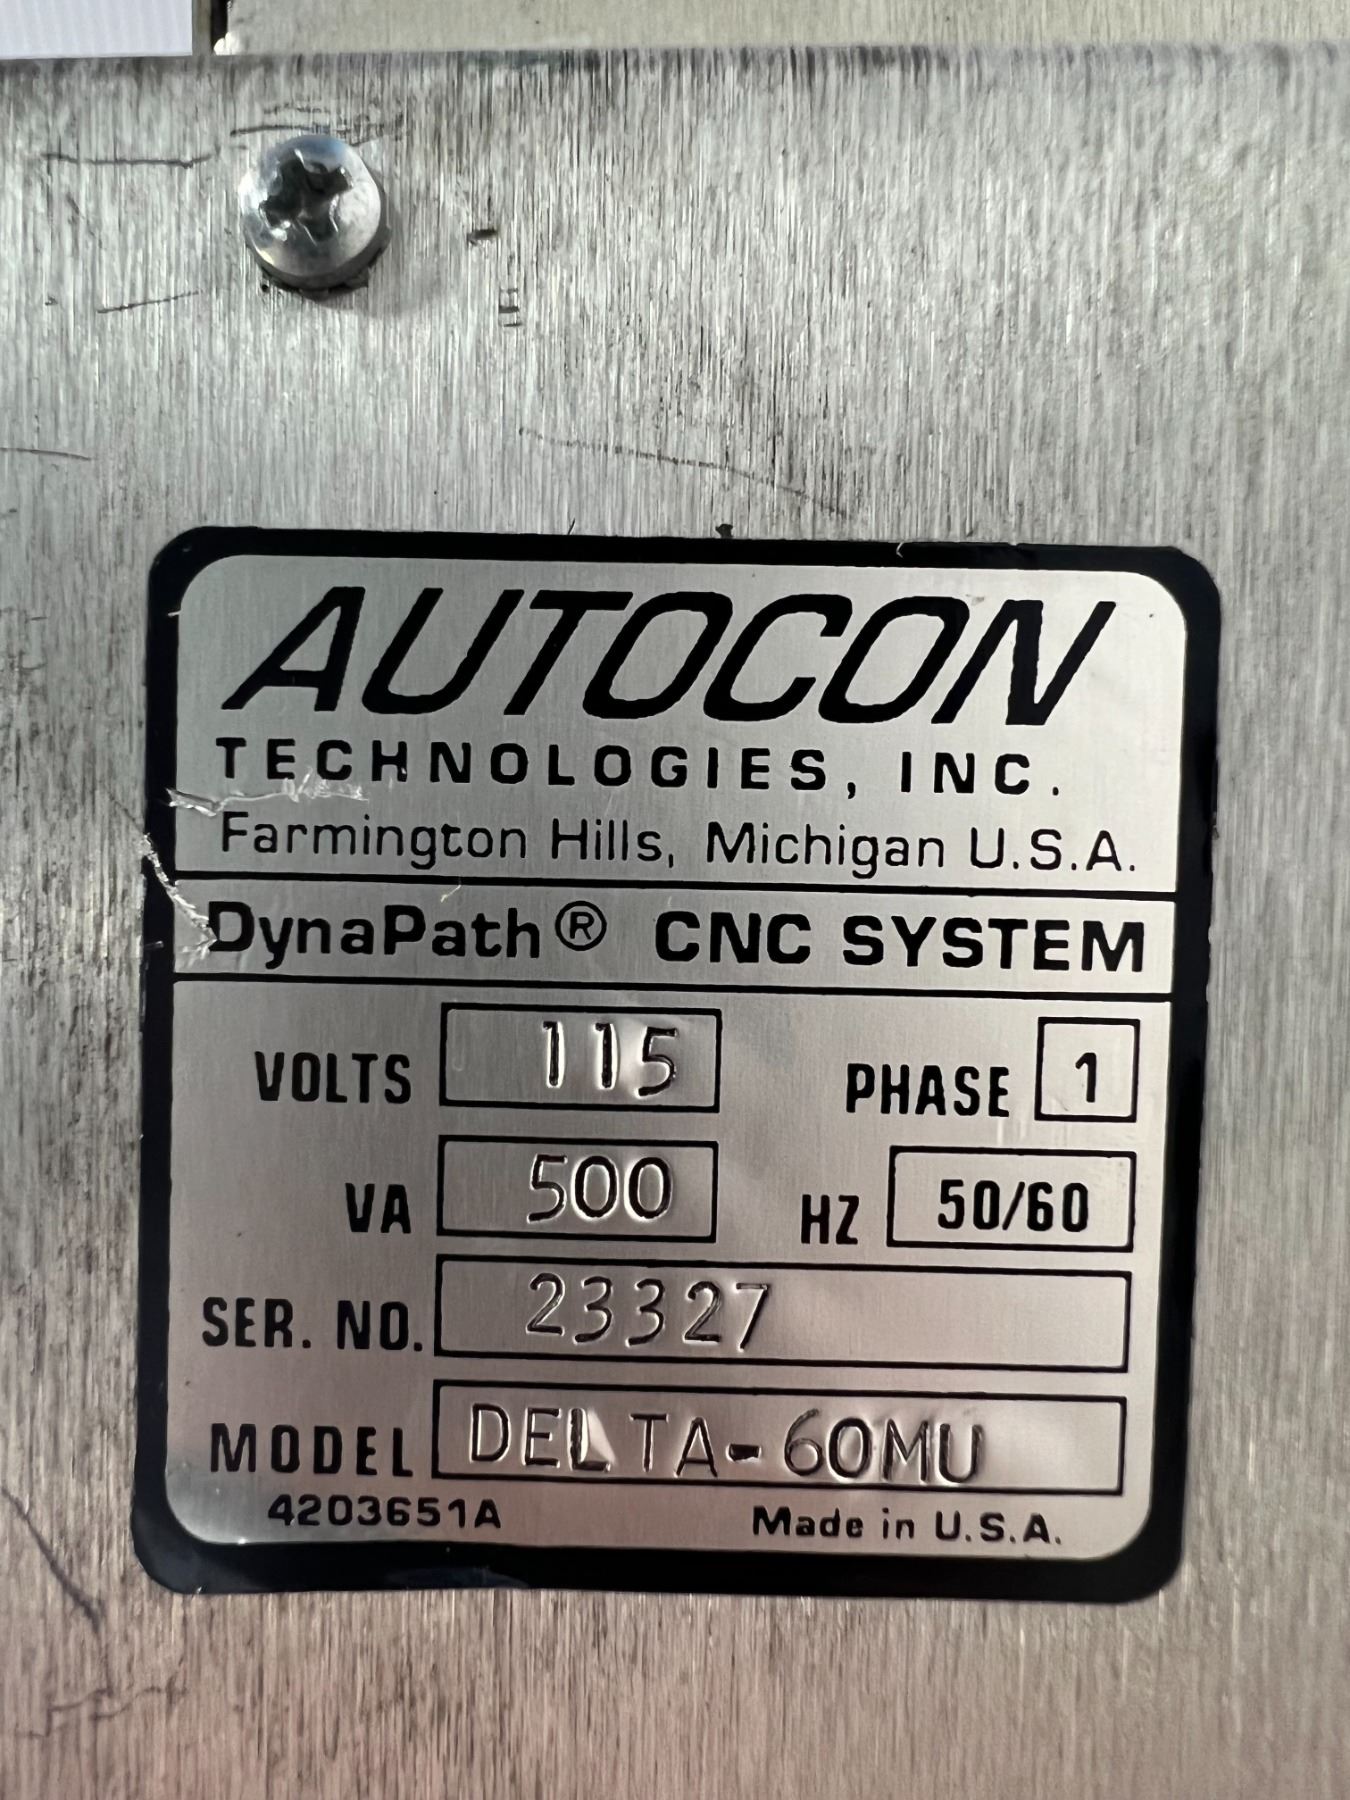 AUTOCON
TECHNOLOGIES, INC.
Farmington Hills, Michigan U.S.A.
DynaPath® CNC SYSTEM
VOLTS 115 PHASE 1
VA 500 HZ 50/60
SER. NO. 23327
MODEL DELTA-60MU
4203651A Made in U.S.A.